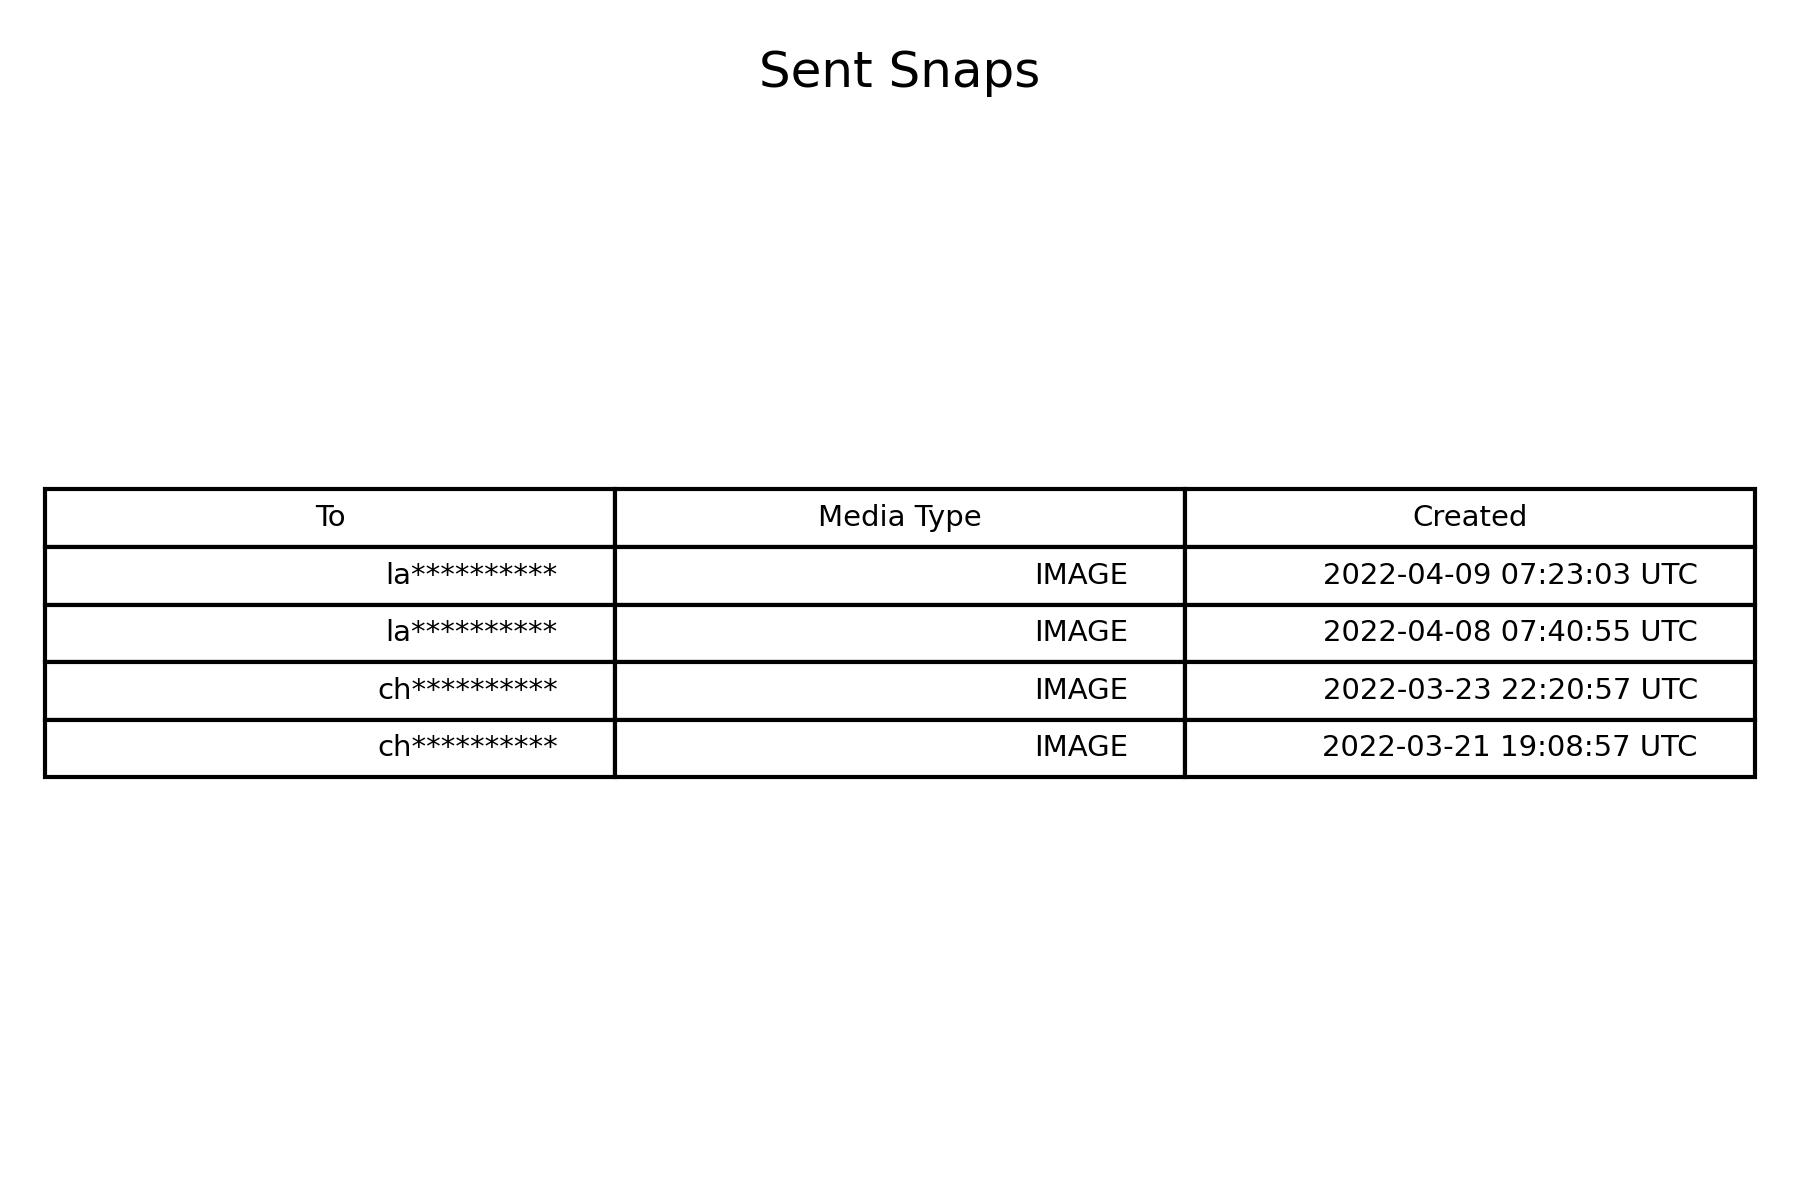 Sent Snaps
To Media Type Created
la********** IMAGE 2022-04-09 07:23:03 UTC
la********** IMAGE 2022-04-08 07:40:55 UTC
ch********** IMAGE 2022-03-23 22:20:57 UTC
ch********** IMAGE 2022-03-21 19:08:57 UTC